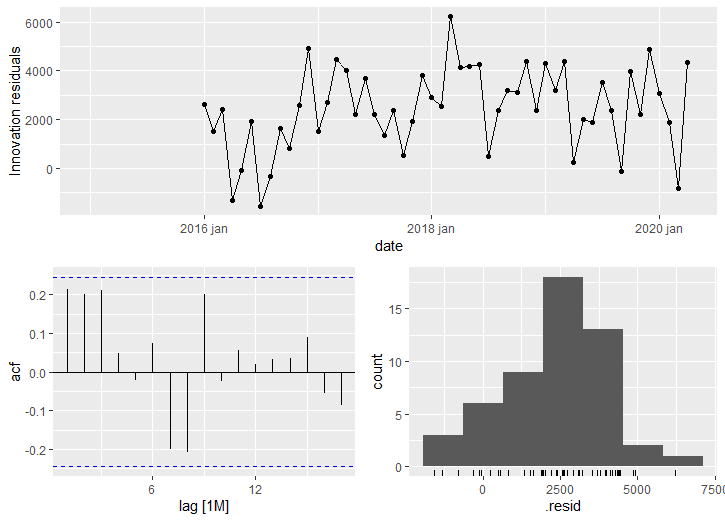 Innovation residuals
6000
4000
2000
0
2016 jan
2018 jan
2020 jan
date
acf
0.2
0.1
0.0
-0.1
-0.2
6
12
lag [1M]
count
15
10
5
0
0
2500
5000
7500
.resid